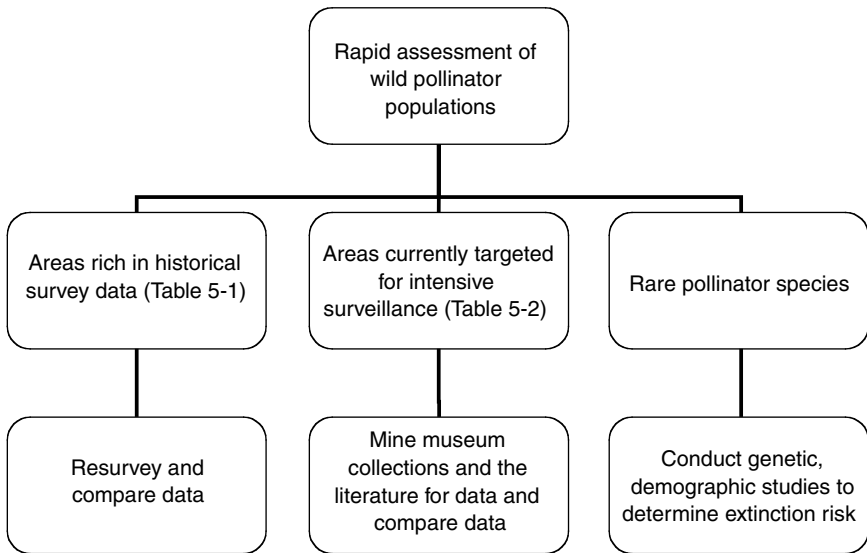 Rapid assessment of
wild pollinator
populations
Areas rich in historical
survey data (Table 5-1)
Areas currently targeted
for intensive
surveillance (Table 5-2)
Rare pollinator species
Resurvey and
compare data
Mine museum
collections and the
literature for data and
compare data
Conduct genetic,
demographic studies to
determine extinction risk